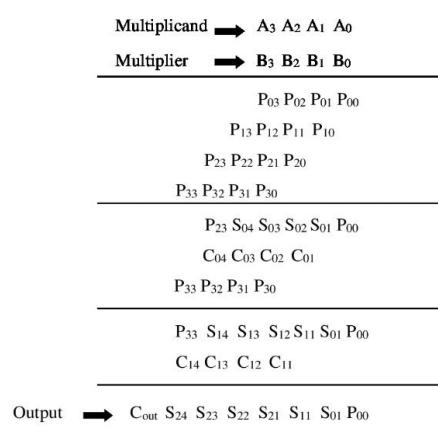 Multiplicand → A₃ A₂ A₁ A₀
Multiplier → B₃ B₂ B₁ B₀
P₀₃ P₀₂ P₀₁ P₀₀
P₁₃ P₁₂ P₁₁ P₁₀
P₂₃ P₂₂ P₂₁ P₂₀
P₃₃ P₃₂ P₃₁ P₃₀
P₂₃ S₀₄ S₀₃ S₀₂ S₀₁ P₀₀
C₀₄ C₀₃ C₀₂ C₀₁
P₃₃ P₃₂ P₃₁ P₃₀
P₃₃ S₁₄ S₁₃ S₁₂ S₁₁ S₀₁ P₀₀
C₁₄ C₁₃ C₁₂ C₁₁
Output → Cₒᵤₜ S₂₄ S₂₃ S₂₂ S₂₁ S₁₁ S₀₁ P₀₀